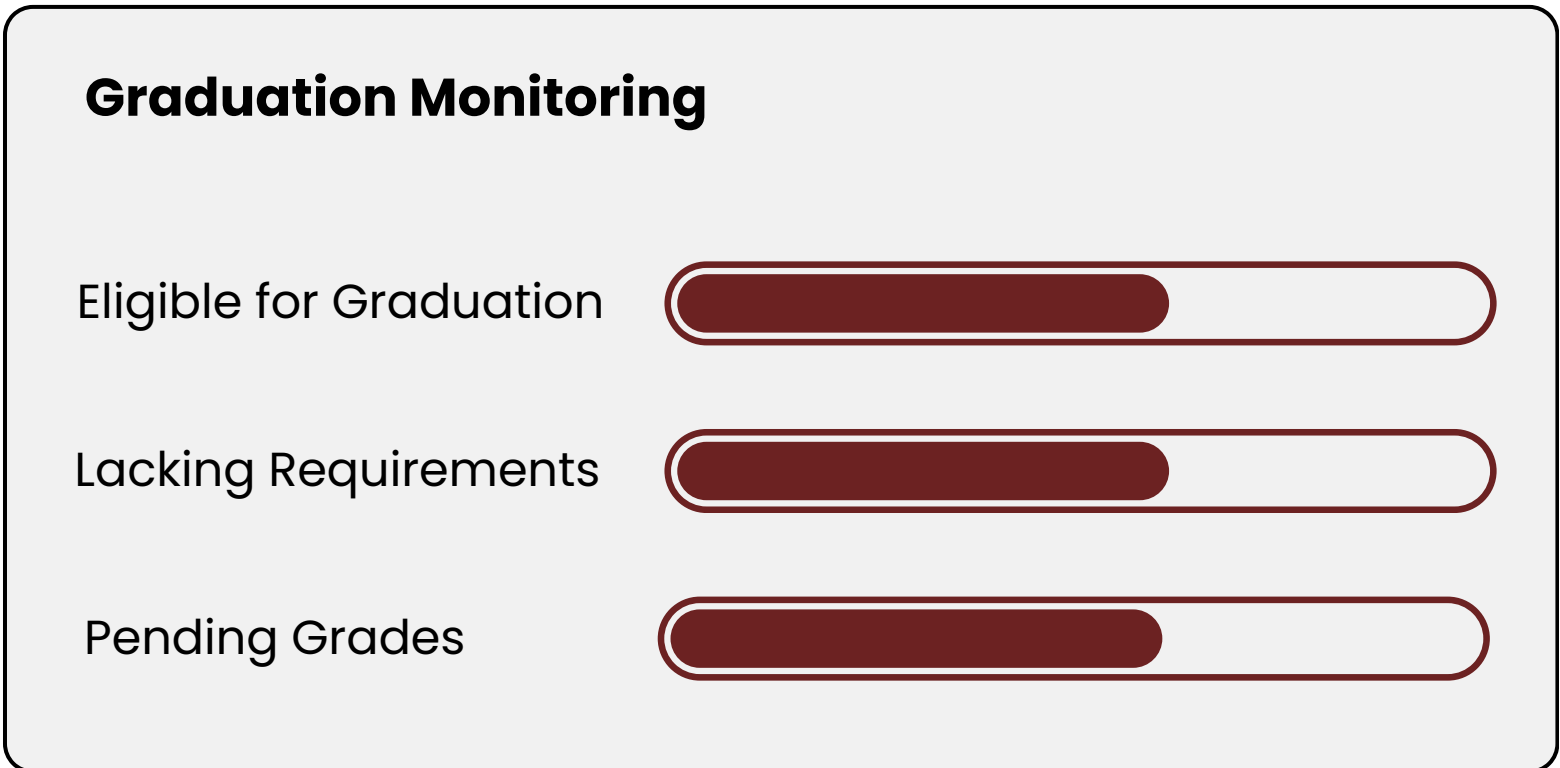 Graduation Monitoring
Eligible for Graduation
Lacking Requirements
Pending Grades